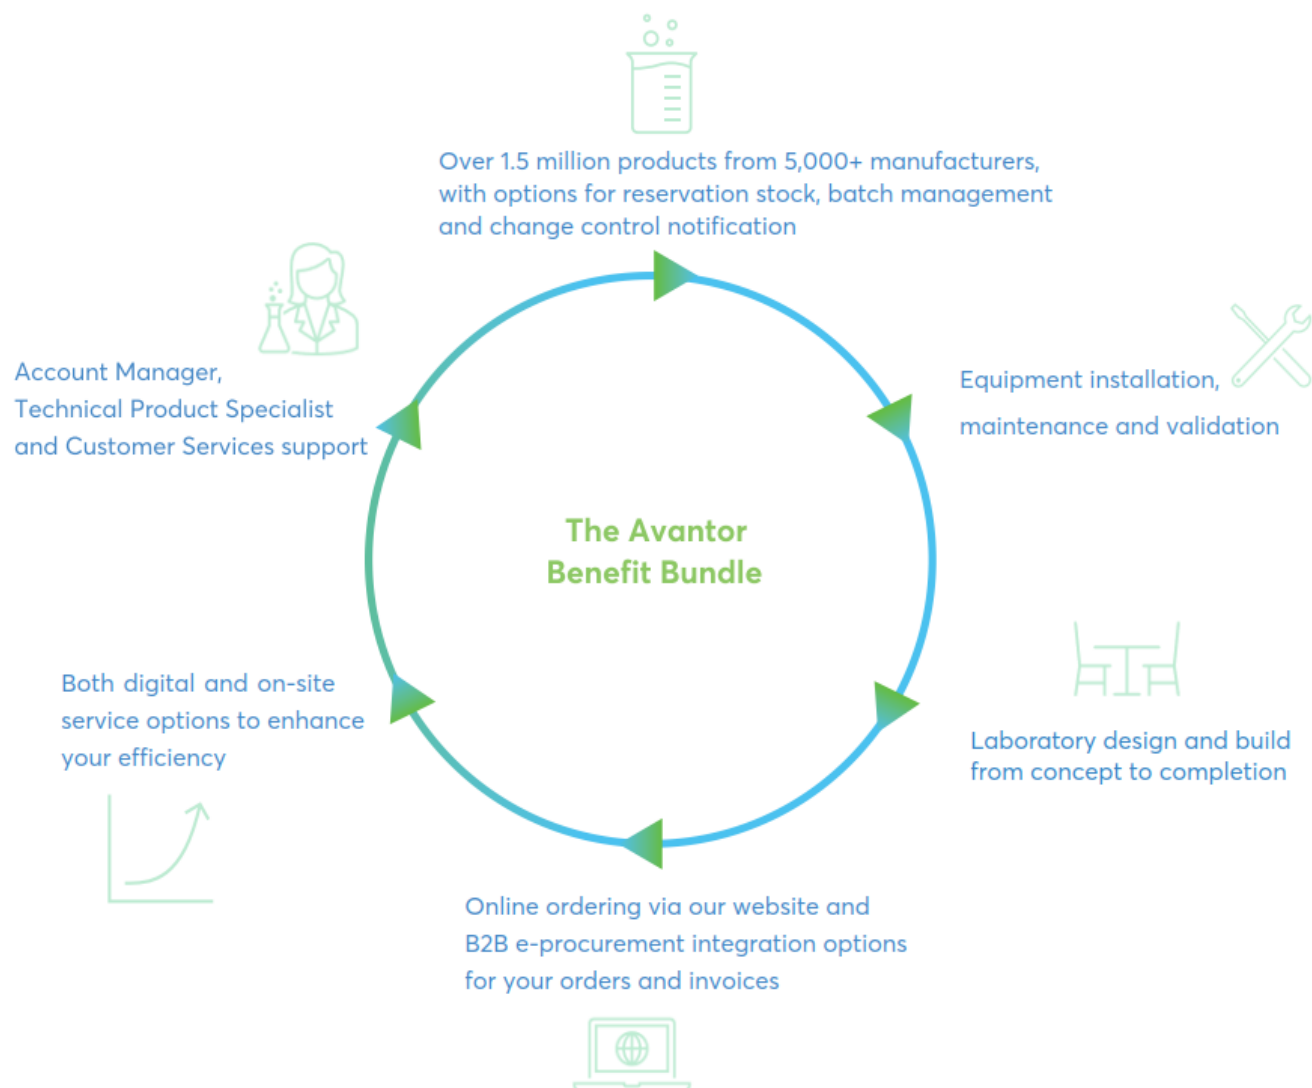 Over 1.5 million products from 5,000+ manufacturers,
with options for reservation stock, batch management
and change control notification
Equipment installation,
maintenance and validation
Laboratory design and build
from concept to completion
Online ordering via our website and
B2B e-procurement integration options
for your orders and invoices
Both digital and on-site
service options to enhance
your efficiency
Account Manager,
Technical Product Specialist
and Customer Services support
The Avantor
Benefit Bundle